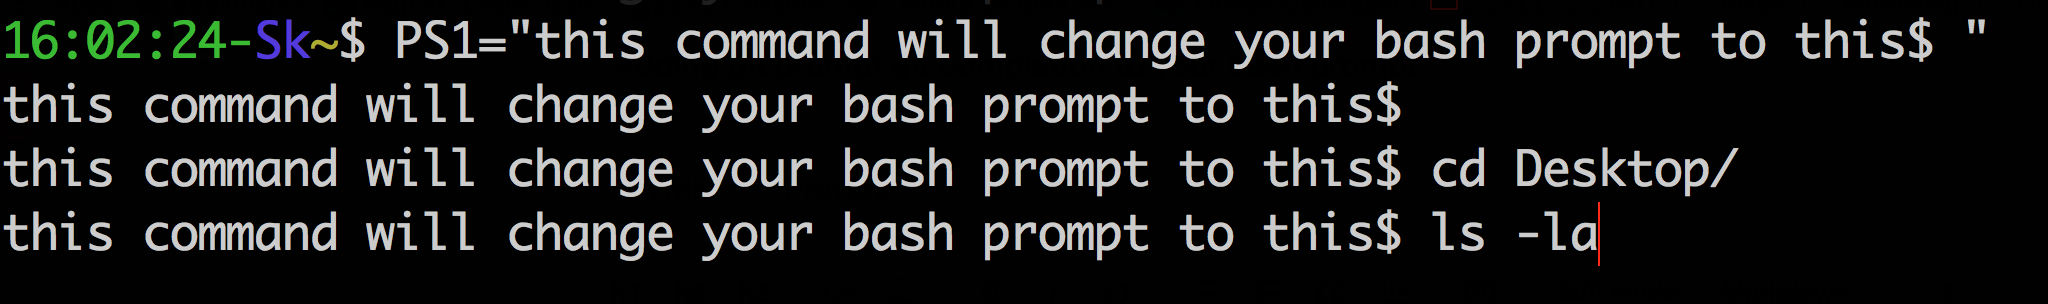 16:02:24-Sk~$ PS1="this command will change your bash prompt to this$ "
this command will change your bash prompt to this$
this command will change your bash prompt to this$ cd Desktop/
this command will change your bash prompt to this$ ls -la